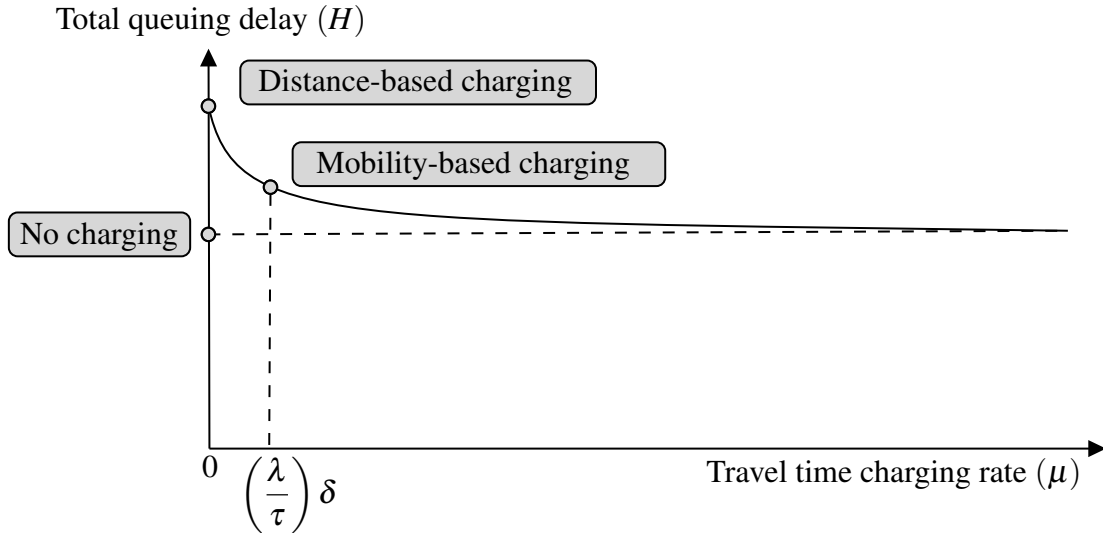 Total queuing delay (H)
Distance-based charging
Mobility-based charging
No charging
0
(λ/τ) δ
Travel time charging rate (μ)